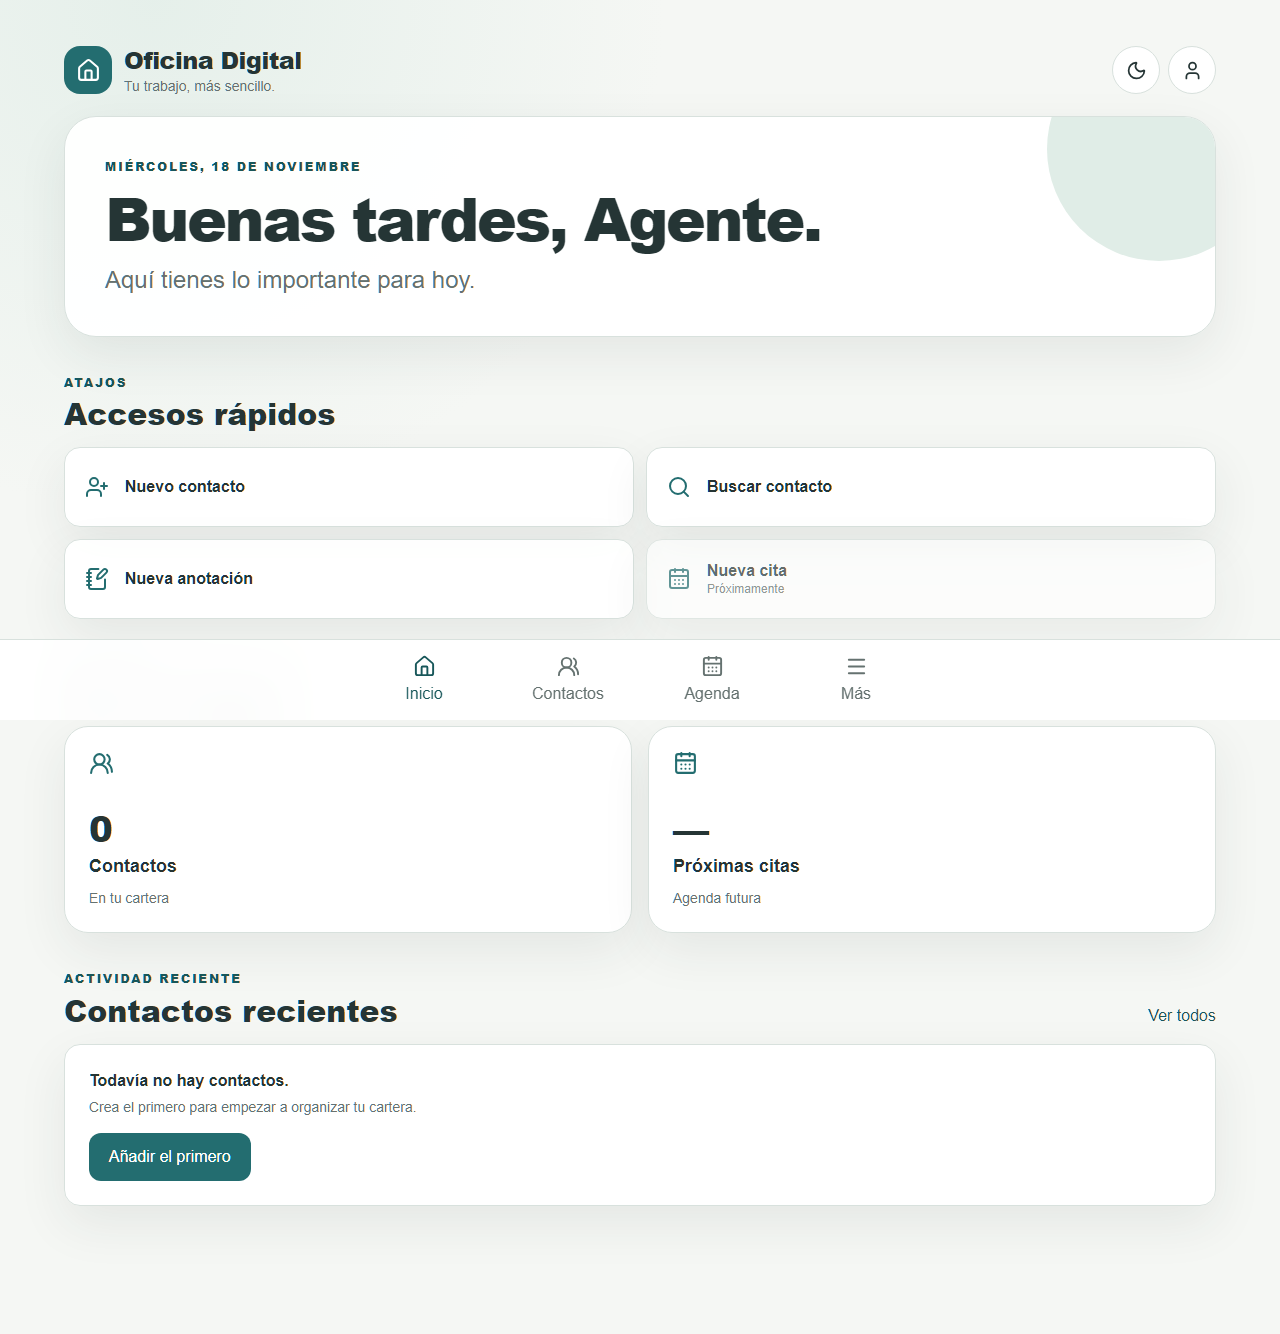 Oficina Digital
Tu trabajo, más sencillo.
MIÉRCOLES, 18 DE NOVIEMBRE
Buenas tardes, Agente.
Aquí tienes lo importante para hoy.
ATAJOS
Accesos rápidos
Nuevo contacto
Buscar contacto
Nueva anotación
Nueva cita
Próximamente
Inicio
Contactos
Agenda
Más
0
Contactos
En tu cartera
—
Próximas citas
Agenda futura
ACTIVIDAD RECIENTE
Contactos recientes
Ver todos
Todavía no hay contactos.
Crea el primero para empezar a organizar tu cartera.
Añadir el primero